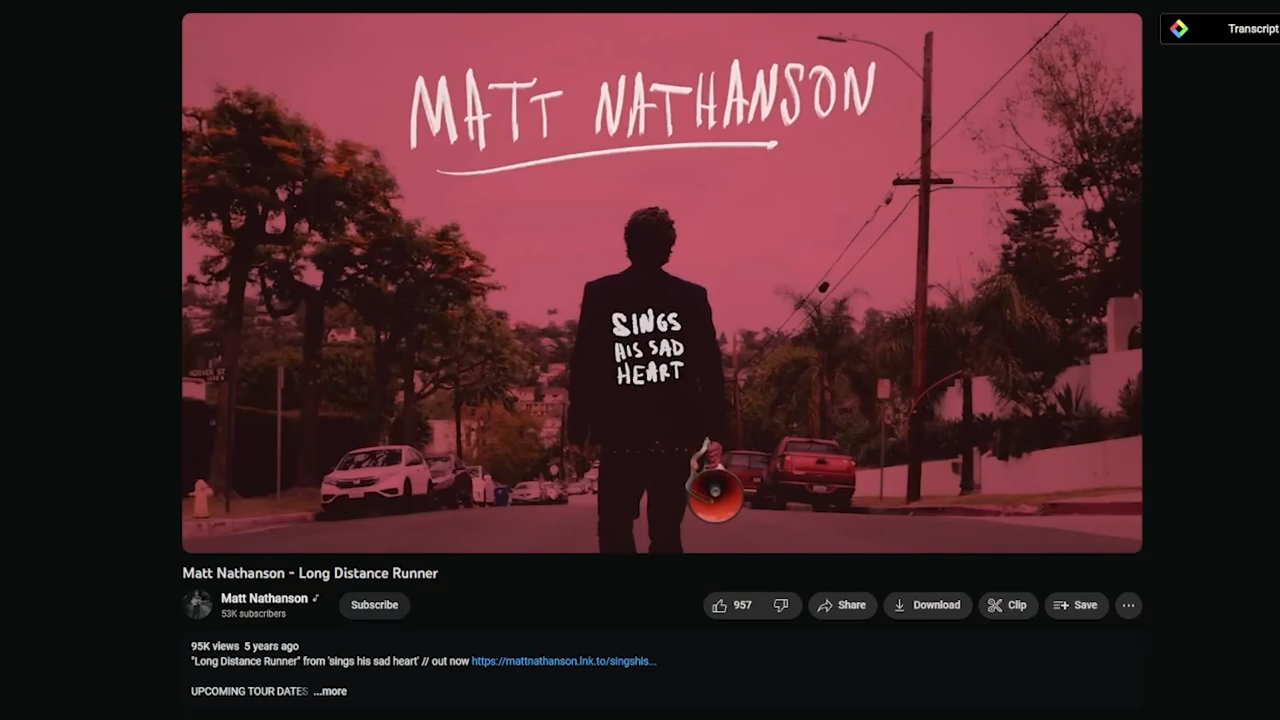 Transcript
MATT NATHANSON
SINGS
HIS SAD
HEART
HOOVER ST
Matt Nathanson - Long Distance Runner
Matt Nathanson
53K subscribers
Subscribe
957
Share
Download
Clip
Save
95K views 5 years ago
"Long Distance Runner" from 'sings his sad heart' // out now https://mattnathanson.lnk.to/singshis...
UPCOMING TOUR DATES ...more